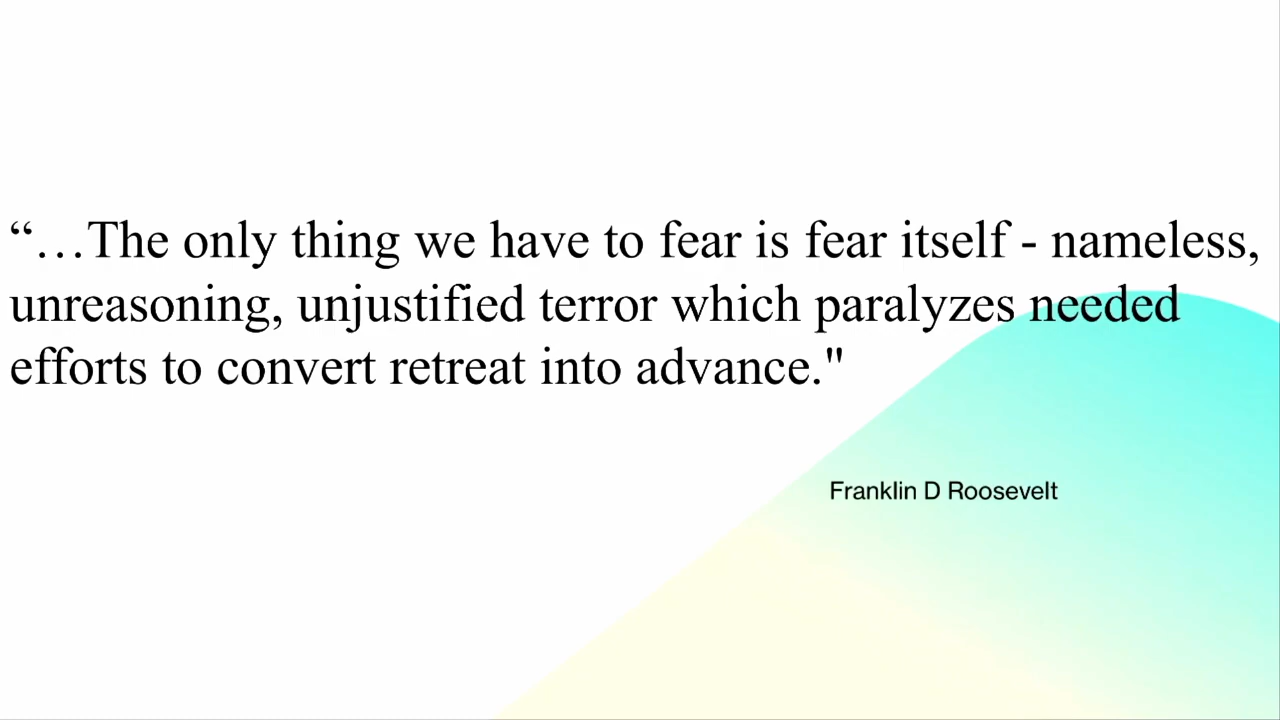 “…The only thing we have to fear is fear itself - nameless,
unreasoning, unjustified terror which paralyzes needed
efforts to convert retreat into advance."
Franklin D Roosevelt